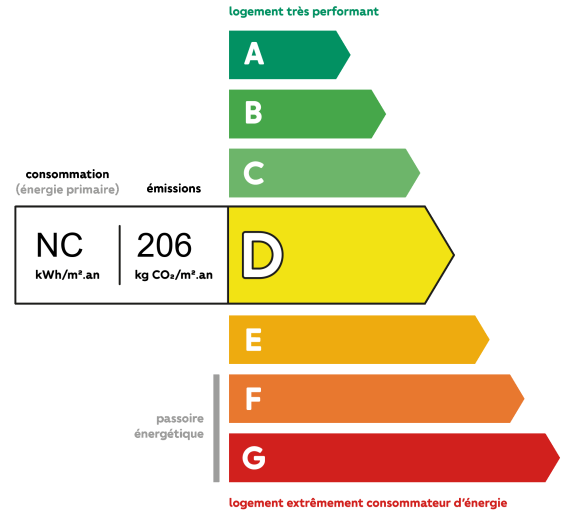 logement très performant
A
B
C
consommation
(énergie primaire)
émissions
NC
206
kWh/m².an
kg CO₂/m².an
D
E
F
passoire
énergétique
G
logement extrêmement consommateur d'énergie